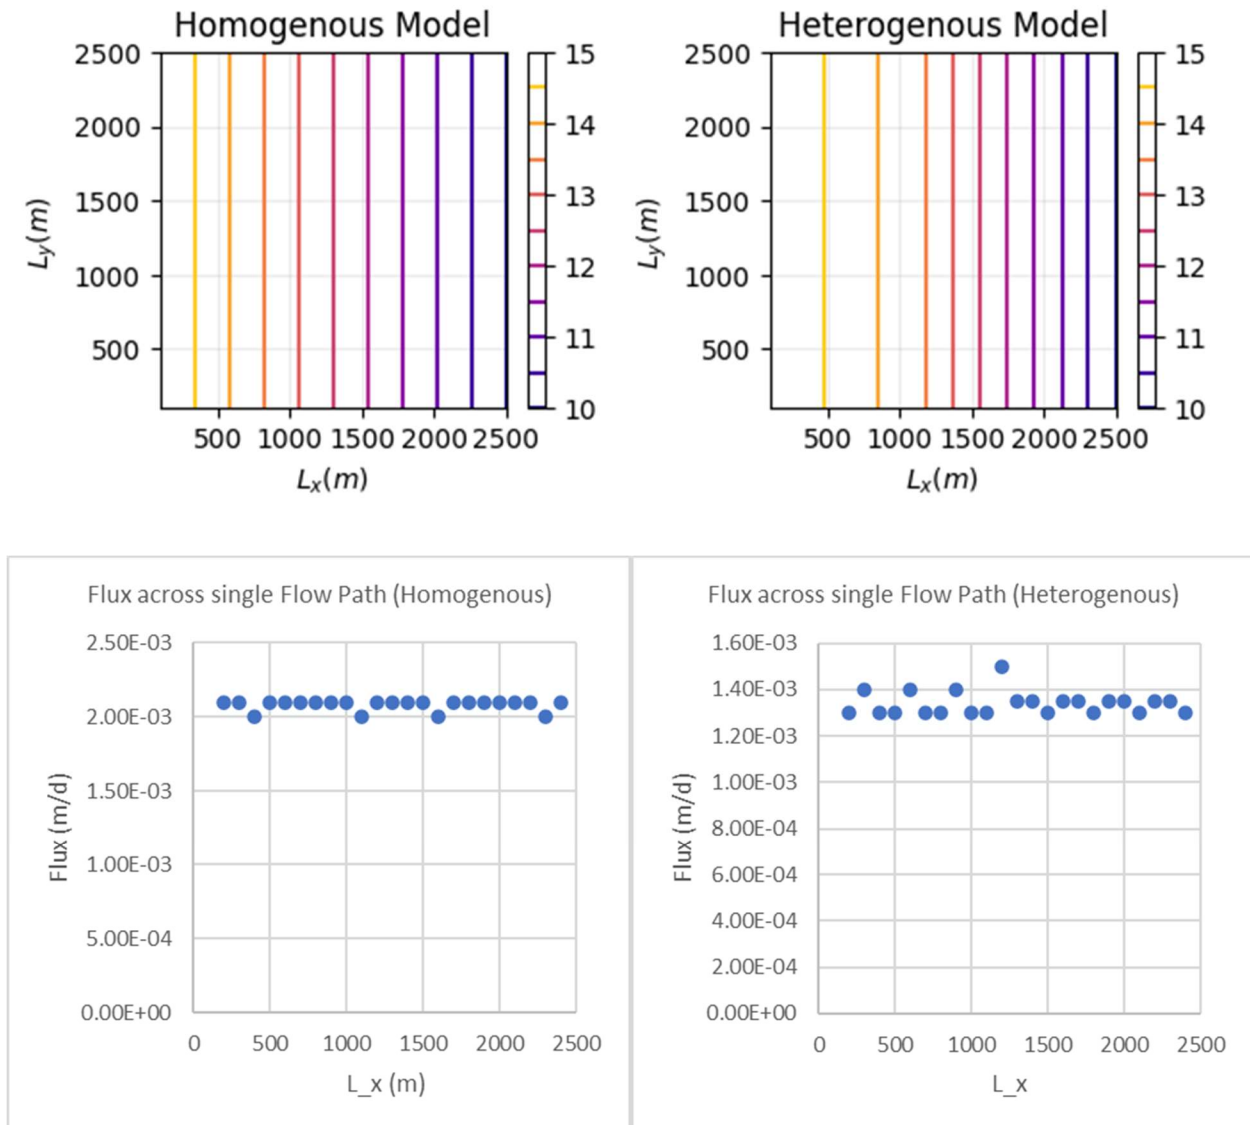 Homogenous Model
2500
2000
1500
1000
500
L_y(m)
500 1000 1500 2000 2500
L_x(m)
15
14
13
12
11
10
Heterogenous Model
2500
2000
1500
1000
500
L_y(m)
500 1000 1500 2000 2500
L_x(m)
15
14
13
12
11
10
Flux across single Flow Path (Homogenous)
2.50E-03
2.00E-03
1.50E-03
1.00E-03
5.00E-04
0.00E+00
Flux (m/d)
0 500 1000 1500 2000 2500
L_x (m)
Flux across single Flow Path (Heterogenous)
1.60E-03
1.40E-03
1.20E-03
1.00E-03
8.00E-04
6.00E-04
4.00E-04
2.00E-04
0.00E+00
Flux (m/d)
0 500 1000 1500 2000 2500
L_x